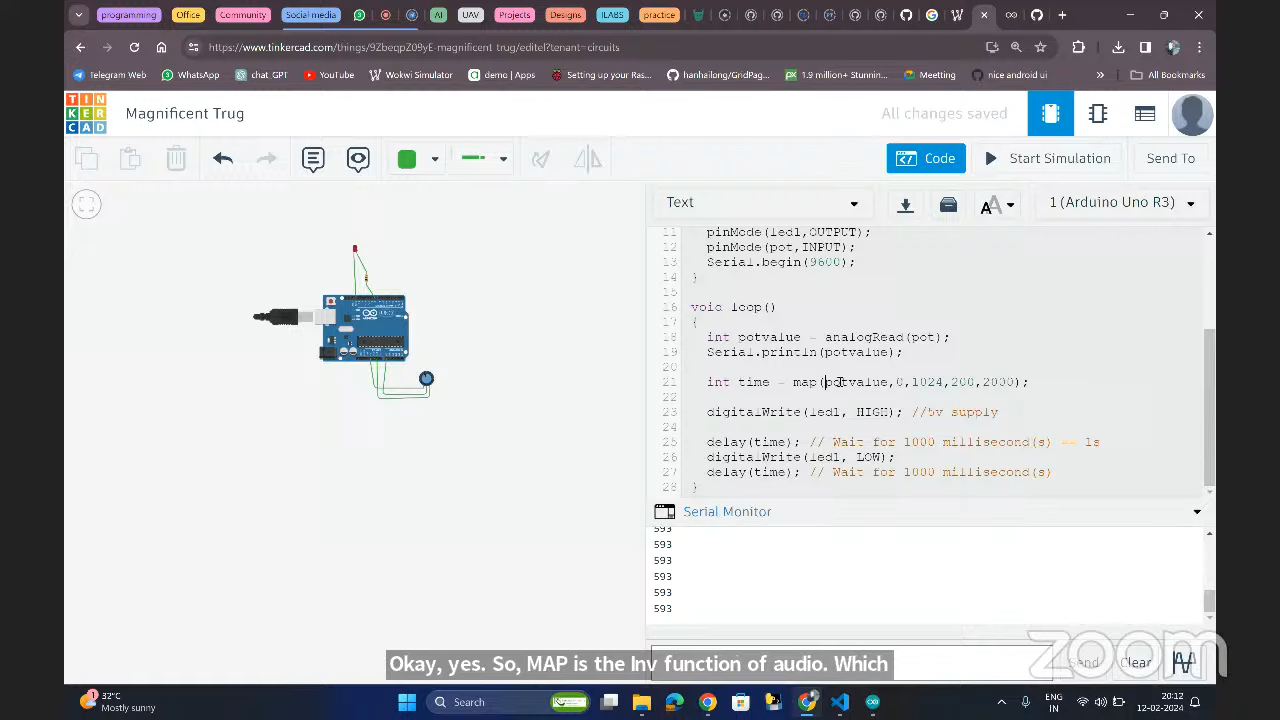 programming
Office
Community
Social media
AI
UAV
Projects
Designs
ILABS
practice
https://www.tinkercad.com/things/9ZbeqpZ09yE-magnificent-trug/editel?tenant=circuits
Telegram Web
WhatsApp
chat_GPT
YouTube
Wokwi Simulator
demo | Apps
Setting up your Ras...
hanhailong/GridPag...
1.9 million+ Stunnin...
Meetting
nice android ui
All Bookmarks
TIN
KER
CAD
Magnificent Trug
All changes saved
Code
Start Simulation
Send To
Text
1 (Arduino Uno R3)
11 pinMode(led1,OUTPUT);
12 pinMode(pot,INPUT);
13 Serial.begin(9600);
14 }
15
16 void loop()
17 {
18 int potvalue = analogRead(pot);
19 Serial.println(potvalue);
20
21 int time = map(potvalue,0,1024,200,2000);
22
23 digitalWrite(led1, HIGH); //5v supply
24
25 delay(time); // Wait for 1000 millisecond(s) == 1s
26 digitalWrite(led1, LOW);
27 delay(time); // Wait for 1000 millisecond(s)
28 }
Serial Monitor
593
593
593
593
593
593
Okay, yes. So, MAP is the Inv function of audio. Which
Send
Clear
zoom
1
32°C
Mostly sunny
Search
ENG
IN
20:12
12-02-2024